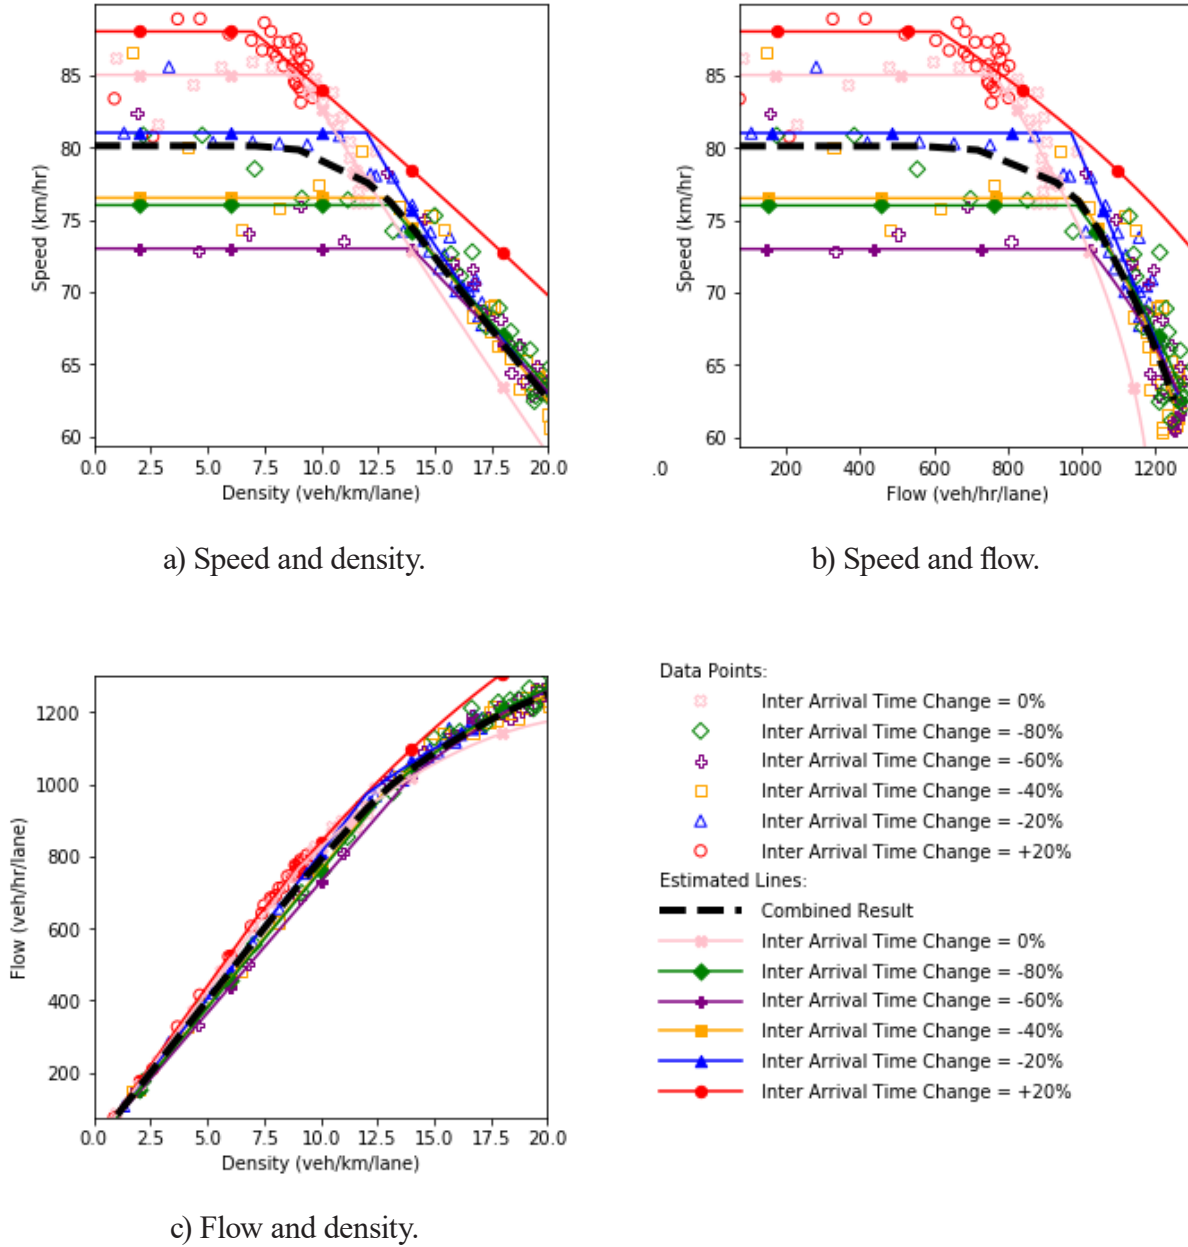 85
80
75
70
65
60
Speed (km/hr)
0.0 2.5 5.0 7.5 10.0 12.5 15.0 17.5 20.0
Density (veh/km/lane)
a) Speed and density.
85
80
75
70
65
60
Speed (km/hr)
.0 200 400 600 800 1000 1200
Flow (veh/hr/lane)
b) Speed and flow.
1200
1000
800
600
400
200
Flow (veh/hr/lane)
0.0 2.5 5.0 7.5 10.0 12.5 15.0 17.5 20.0
Density (veh/km/lane)
c) Flow and density.
Data Points:
Inter Arrival Time Change = 0%
Inter Arrival Time Change = -80%
Inter Arrival Time Change = -60%
Inter Arrival Time Change = -40%
Inter Arrival Time Change = -20%
Inter Arrival Time Change = +20%
Estimated Lines:
Combined Result
Inter Arrival Time Change = 0%
Inter Arrival Time Change = -80%
Inter Arrival Time Change = -60%
Inter Arrival Time Change = -40%
Inter Arrival Time Change = -20%
Inter Arrival Time Change = +20%